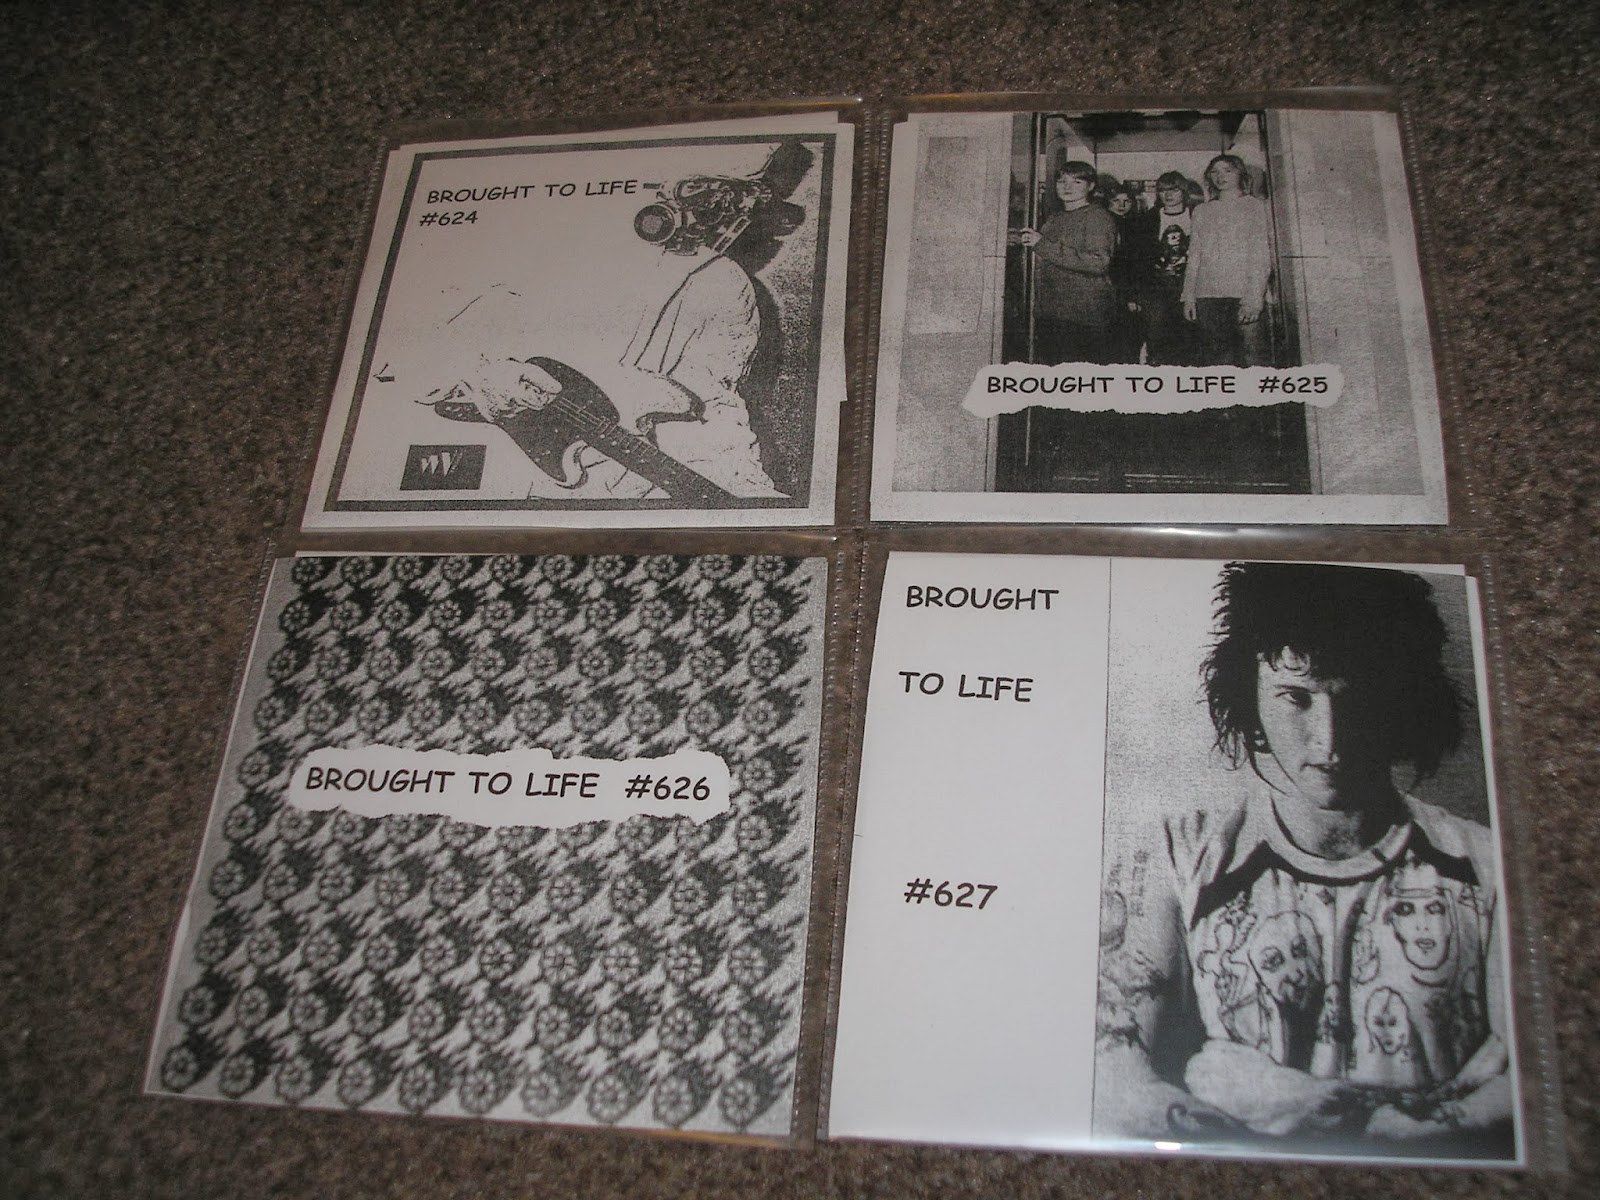 BROUGHT TO LIFE
#624
BROUGHT TO LIFE #625
BROUGHT TO LIFE #626
BROUGHT
TO LIFE
#627